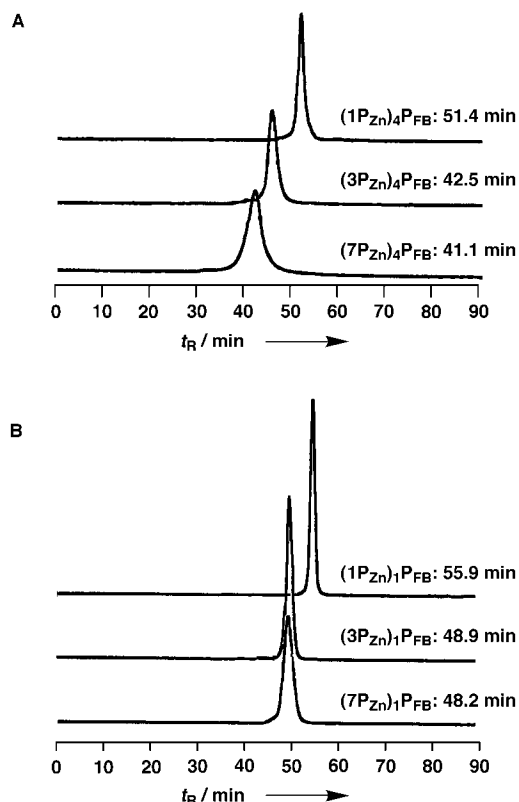 A
(1PZn)4PFB: 51.4 min
(3PZn)4PFB: 42.5 min
(7PZn)4PFB: 41.1 min
0 10 20 30 40 50 60 70 80 90
tR / min
B
(1PZn)1PFB: 55.9 min
(3PZn)1PFB: 48.9 min
(7PZn)1PFB: 48.2 min
0 10 20 30 40 50 60 70 80 90
tR / min